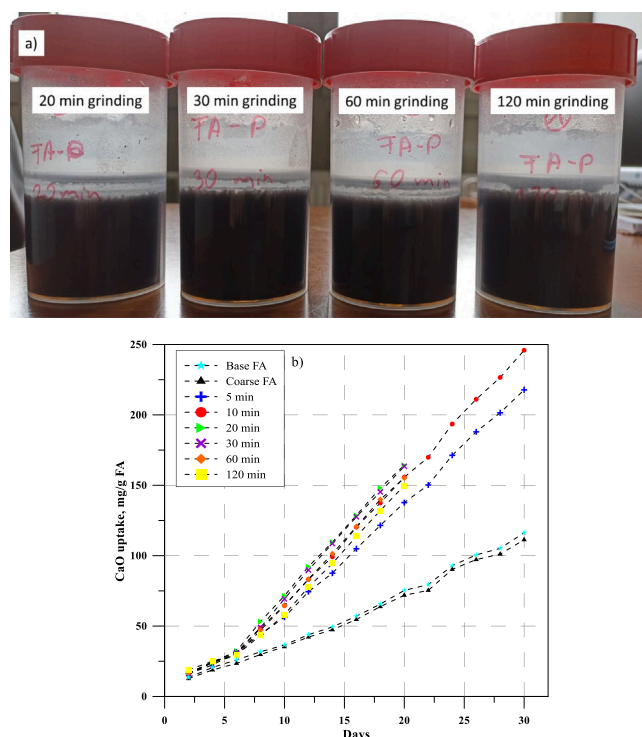 a)
20 min grinding
30 min grinding
60 min grinding
120 min grinding
FA-P
20 min
FA-P
30 min
FA-P
60 min
FA-P
b)
Base FA
Coarse FA
5 min
10 min
20 min
30 min
60 min
120 min
CaO uptake, mg/g FA
250
200
150
100
50
0
0
5
10
15
20
25
30
Days